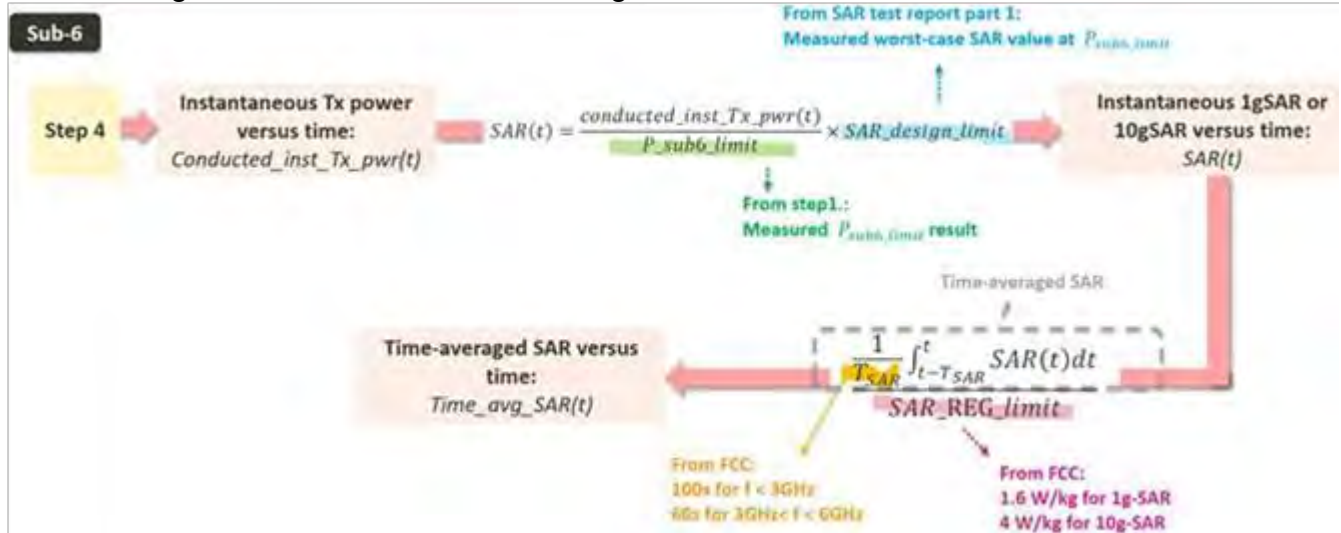 Sub-6
From SAR test report part 1:
Measured worst-case SAR value at P_sub6_limit
Step 4
Instantaneous Tx power
versus time:
Conducted_inst_Tx_pwr(t)
SAR(t) = conducted_inst_Tx_pwr(t) / P_sub6_limit × SAR_design_limit
Instantaneous 1gSAR or
10gSAR versus time:
SAR(t)
From step1.:
Measured P_sub6_limit result
Time-averaged SAR
Time-averaged SAR versus
time:
Time_avg_SAR(t)
1/T_SAR ∫_{t-T_SAR}^{t} SAR(t)dt
SAR_REG_limit
From FCC:
100s for f < 3GHz
60s for 3GHz< f < 6GHz
From FCC:
1.6 W/kg for 1g-SAR
4 W/kg for 10g-SAR